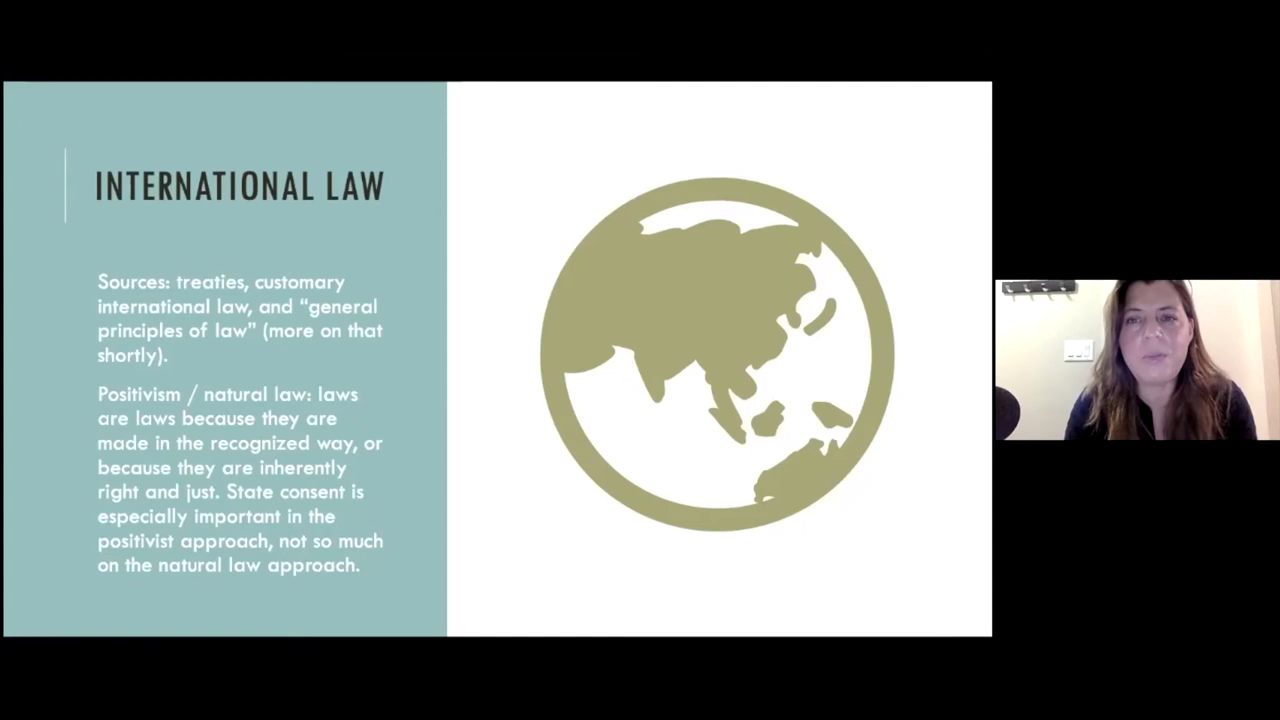 INTERNATIONAL LAW
Sources: treaties, customary
international law, and “general
principles of law” (more on that
shortly).
Positivism / natural law: laws
are laws because they are
made in the recognized way, or
because they are inherently
right and just. State consent is
especially important in the
positivist approach, not so much
on the natural law approach.